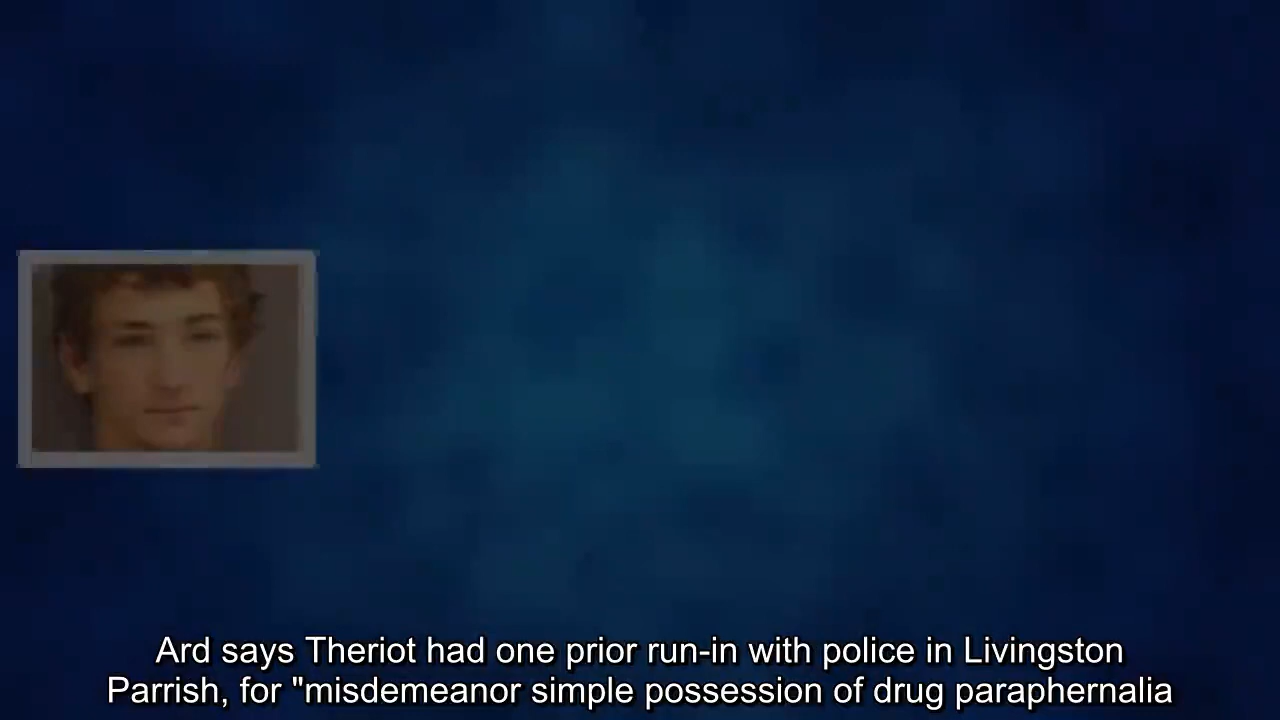 Ard says Theriot had one prior run-in with police in Livingston
Parrish, for "misdemeanor simple possession of drug paraphernalia